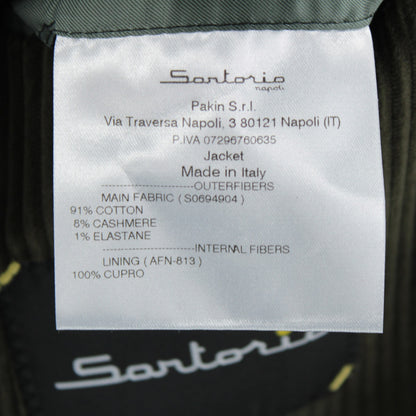 Sartorio
napoli
Pakin S.r.l.
Via Traversa Napoli, 3 80121 Napoli (IT)
P.IVA 07296760635
Jacket
Made in Italy
--------------------------OUTERFIBERS
MAIN FABRIC ( S0694904 )
91% COTTON
8% CASHMERE
1% ELASTANE
--------------------------INTERNAL FIBERS
LINING ( AFN-813 )
100% CUPRO
Sartorio